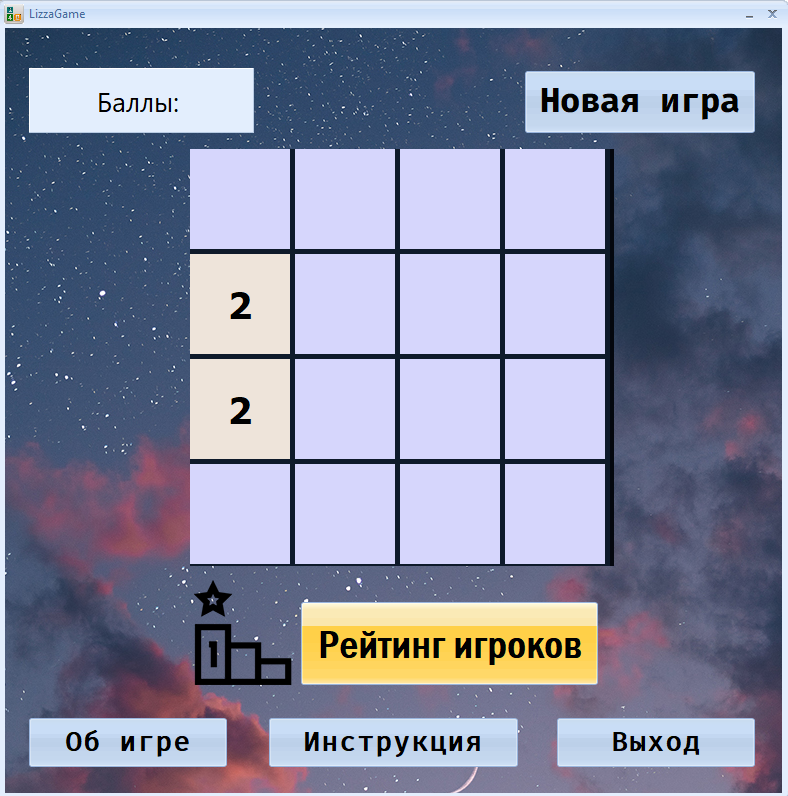 LizzaGame
Баллы:
Новая игра
2
2
1
Рейтинг игроков
Об игре
Инструкция
Выход